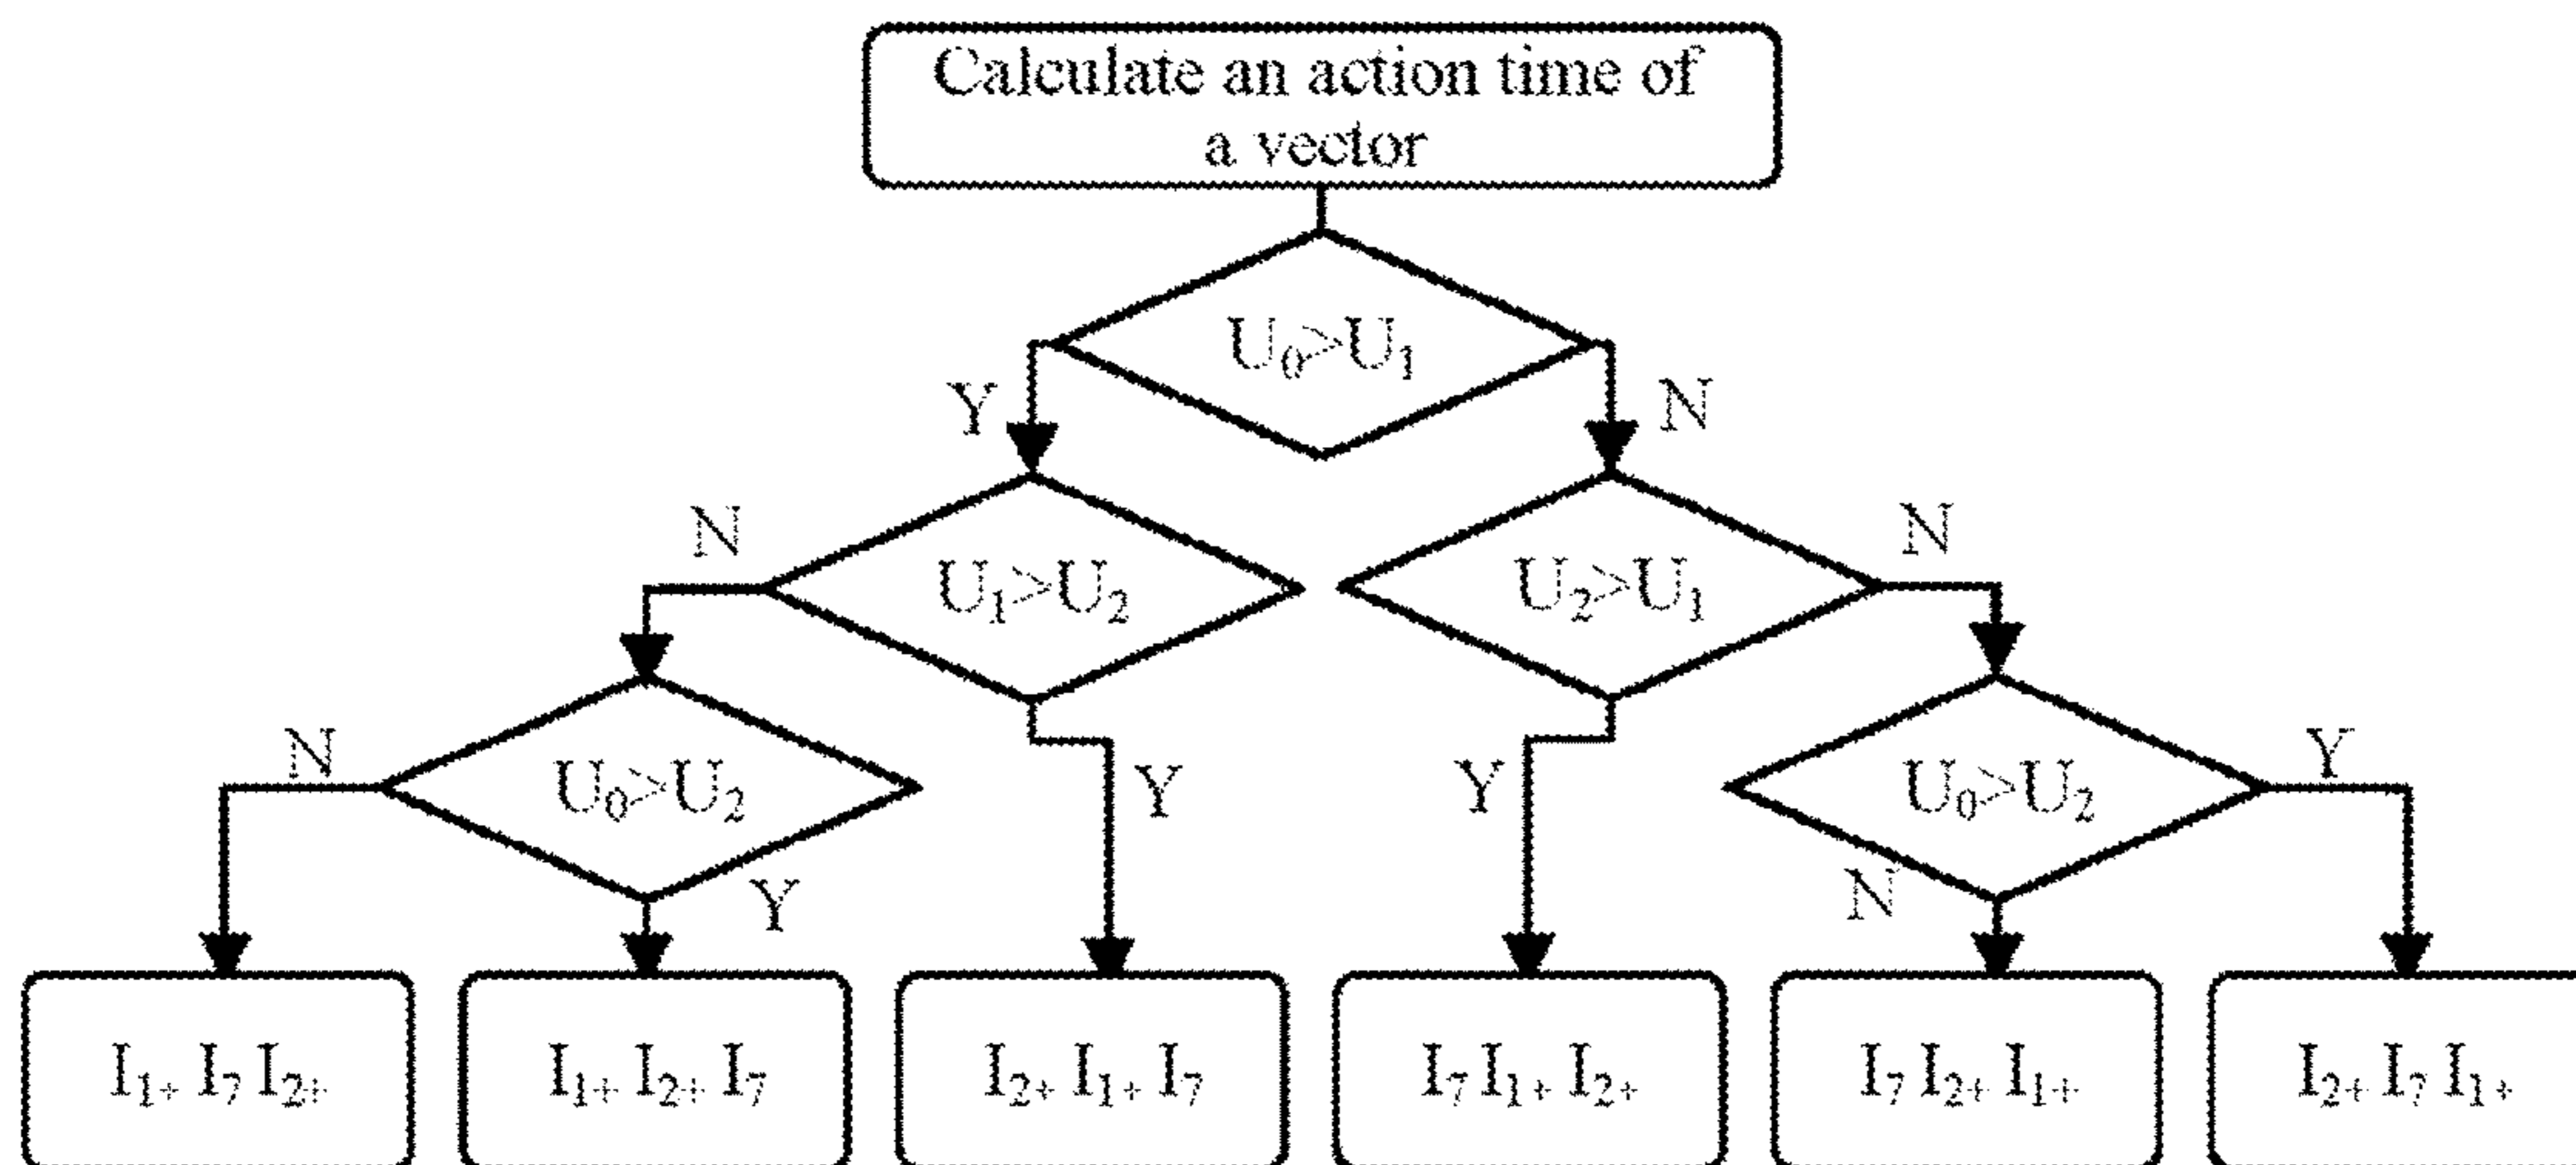 Calculate an action time of
a vector
U₀>U₁
Y
N
N
U₁>U₂
U₂>U₁
N
N
U₀>U₂
Y
Y
U₀>U₂
Y
Y
N
I₁₊ I₇ I₂₊
I₁₊ I₂₊ I₇
I₂₊ I₁₊ I₇
I₇ I₁₊ I₂₊
I₇ I₂₊ I₁₊
I₂₊ I₇ I₁₊